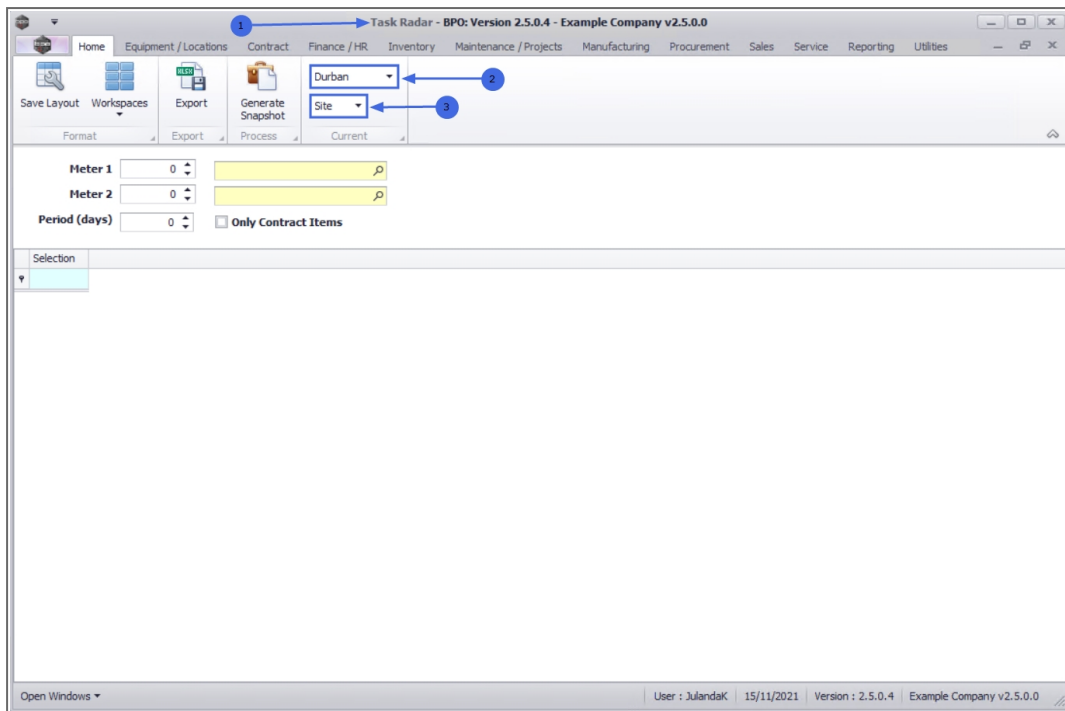 1
Task Radar - BPO: Version 2.5.0.4 - Example Company v2.5.0.0
Home Equipment / Locations Contract Finance / HR Inventory Maintenance / Projects Manufacturing Procurement Sales Service Reporting Utilities
Save Layout Workspaces Export Generate Snapshot Durban 2
XLSX
Site 3
Format Export Process Current
Meter 1 0
Meter 2 0
Period (days) 0 Only Contract Items
Selection
Open Windows User : JulandaK 15/11/2021 Version : 2.5.0.4 Example Company v2.5.0.0